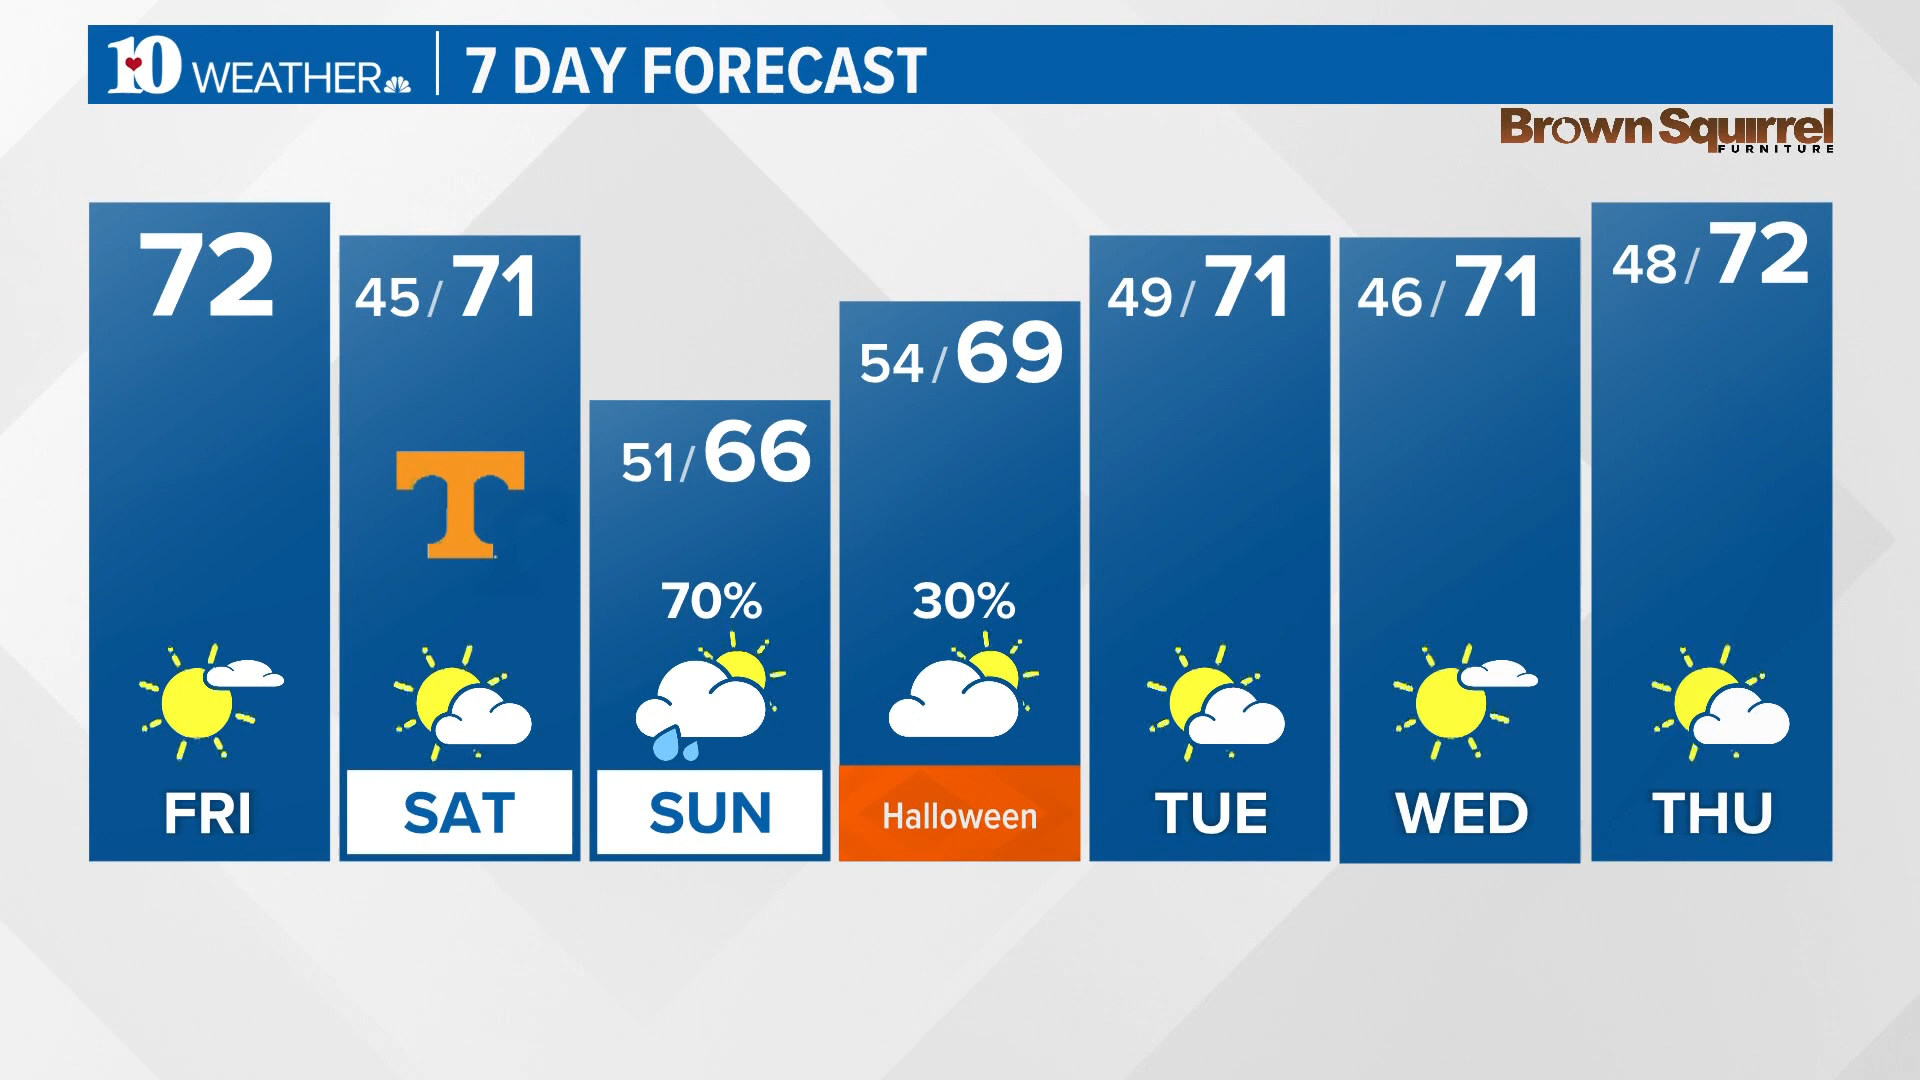 10 WEATHER 7 DAY FORECAST
Brown Squirrel
FURNITURE
72
FRI
45/71
T
SAT
51/66
70%
SUN
54/69
30%
Halloween
49/71
TUE
46/71
WED
48/72
THU